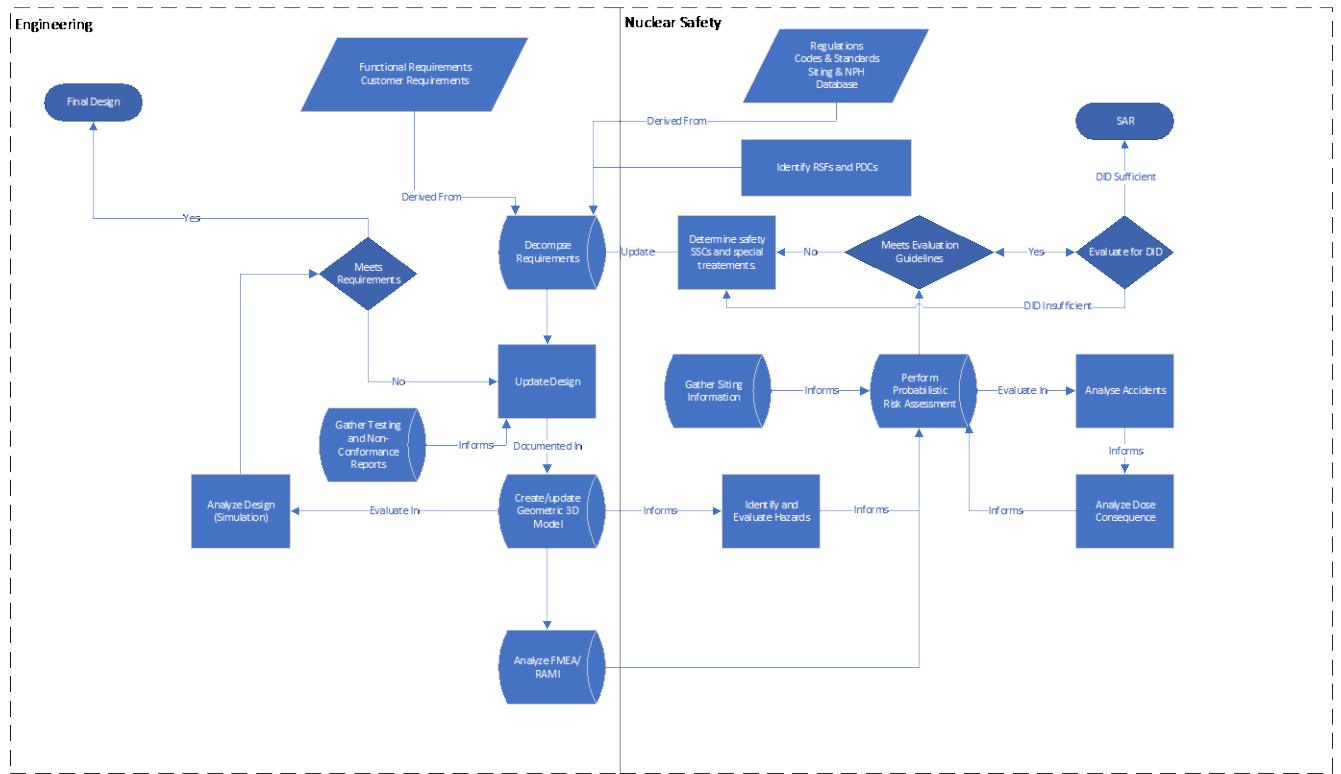 Engineering
Nuclear Safety
Functional Requirements
Customer Requirements
Regulations
Codes & Standards
Siting & NPH
Database
Final Design
SAR
Derived From
Identify RSFs and PDCs
DID Sufficient
Derived From
Yes
Decompse
Requirements
Update
Determine safety
SSCs and special
treatements.
No
Meets Evaluation
Guidelines
Yes
Evaluate for DID
Meets
Requirements
DID Insufficient
No
Update Design
Gather Siting
Information
Informs
Perform
Probabilistic
Risk Assessment
Evaluate In
Analyse Accidents
Gather Testing
and Non-
Conformance
Reports
Informs
Documented In
Informs
Analyze Design
(Simulation)
Evaluate In
Create/update
Geometric 3D
Model
Informs
Identify and
Evaluate Hazards
Informs
Informs
Analyze Dose
Consequence
Analyze FMEA/
RAMI